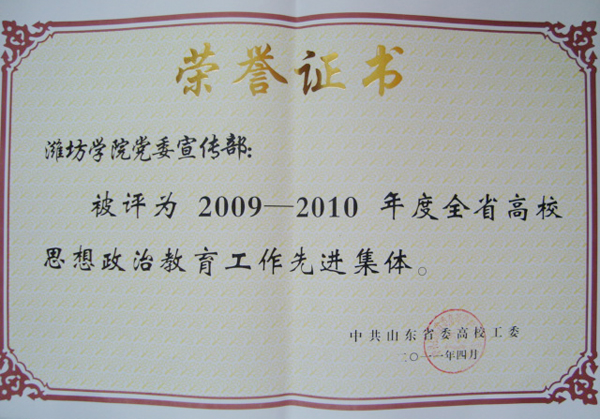 荣誉证书
潍坊学院党委宣传部:
被评为 2009—2010 年度全省高校
思想政治教育工作先进集体。
中共山东省委高校工委
二〇一一年四月